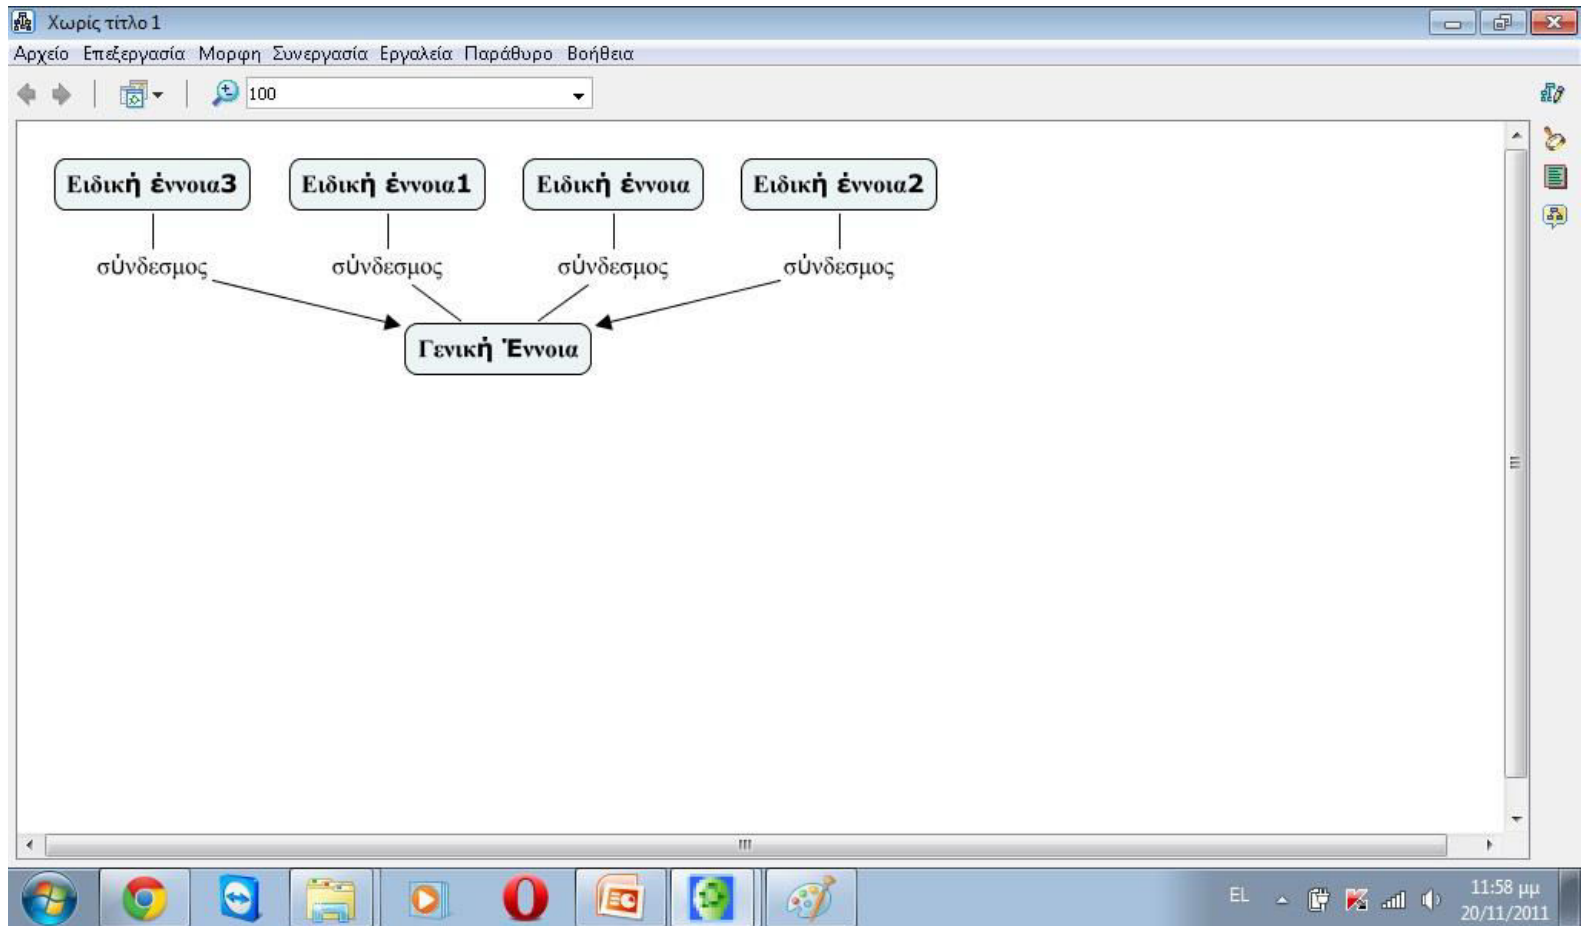 Χωρίς τίτλο 1
Αρχείο Επεξεργασία Μορφη Συνεργασία Εργαλεία Παράθυρο Βοήθεια
100
Ειδική έννοια3 Ειδική έννοια1 Ειδική έννοια Ειδική έννοια2
σύνδεσμος σύνδεσμος σύνδεσμος σύνδεσμος
Γενική Έννοια
EL 11:58 μμ
20/11/2011